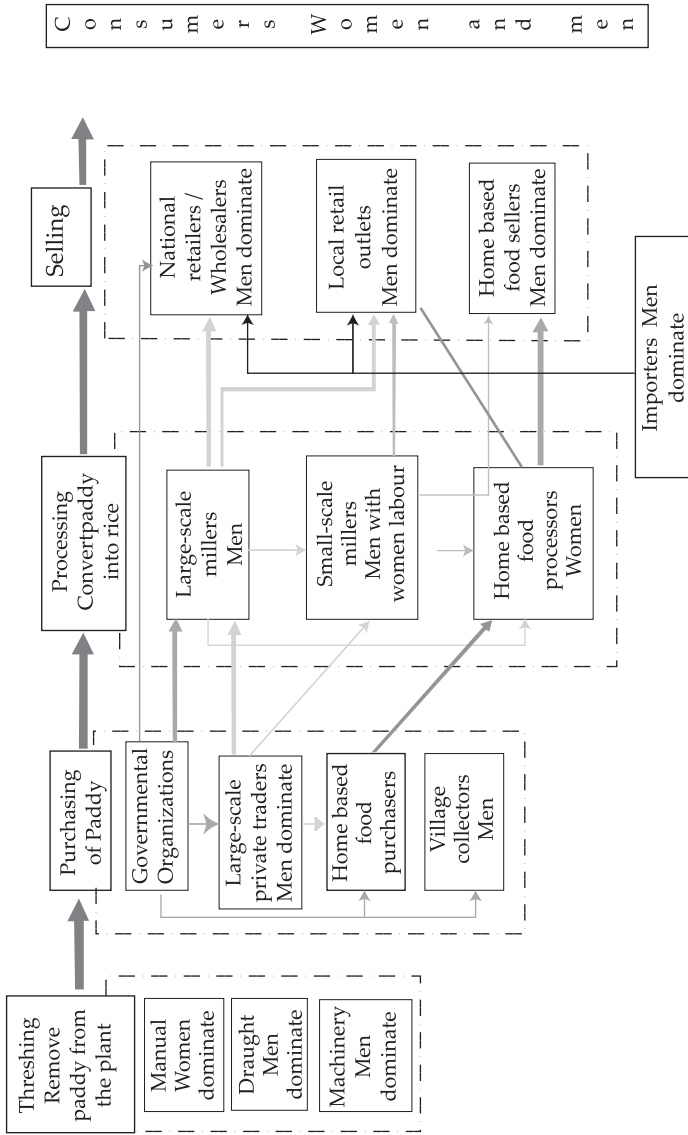 Threshing
Remove
paddy from
the plant
Manual
Women
dominate
Draught
Men
dominate
Machinery
Men
dominate
Purchasing
of Paddy
Governmental
Organizations
Large-scale
private traders
Men dominate
Home based
food
purchasers
Village
collectors
Men
Processing
Convertpaddy
into rice
Large-scale
millers
Men
Small-scale
millers
Men with
women labour
Home based
food
processors
Women
Selling
National
retailers /
Wholesalers
Men dominate
Local retail
outlets
Men dominate
Home based
food sellers
Men dominate
Importers Men
dominate
Consumers Women and men